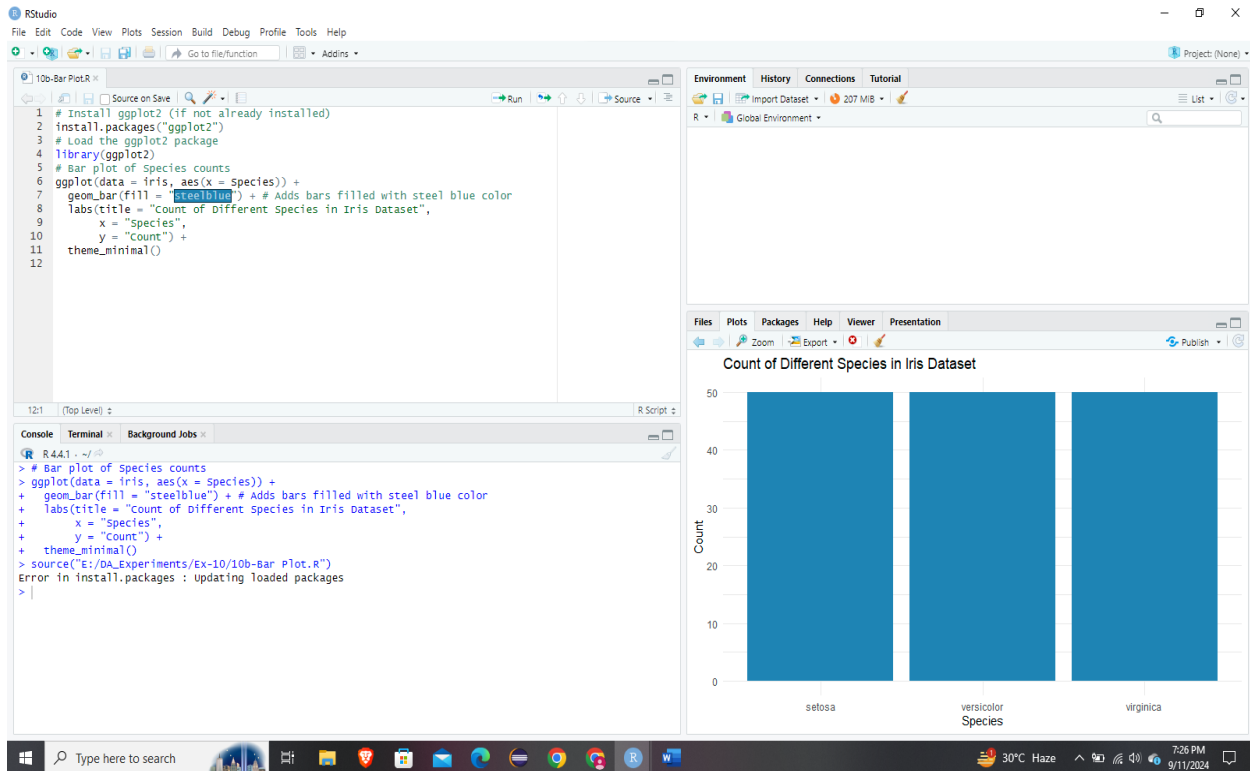 RStudio
File Edit Code View Plots Session Build Debug Profile Tools Help
Go to file/function Addins Project: (None)
10b-Bar Plot.R
Source on Save Run Source
1 # Install ggplot2 (if not already installed)
2 install.packages("ggplot2")
3 # Load the ggplot2 package
4 library(ggplot2)
5 # Bar plot of Species counts
6 ggplot(data = iris, aes(x = Species)) +
7   geom_bar(fill = "steelblue") + # Adds bars filled with steel blue color
8   labs(title = "Count of Different Species in Iris Dataset",
9        x = "Species",
10        y = "Count") +
11   theme_minimal()
12
12:1 (Top Level) R Script
Console Terminal Background Jobs
R R 4.4.1 · ~/
> # Bar plot of Species counts
> ggplot(data = iris, aes(x = Species)) +
+   geom_bar(fill = "steelblue") + # Adds bars filled with steel blue color
+   labs(title = "Count of Different Species in Iris Dataset",
+        x = "Species",
+        y = "Count") +
+   theme_minimal()
> source("E:/DA_Experiments/Ex-10/10b-Bar Plot.R")
Error in install.packages : Updating loaded packages
>
Environment History Connections Tutorial
Import Dataset 207 MiB List
R Global Environment
Files Plots Packages Help Viewer Presentation
Zoom Export Publish
Count of Different Species in Iris Dataset
50
40
30
20
10
0
Count
setosa versicolor virginica
Species
Type here to search
30°C Haze
7:26 PM
9/11/2024